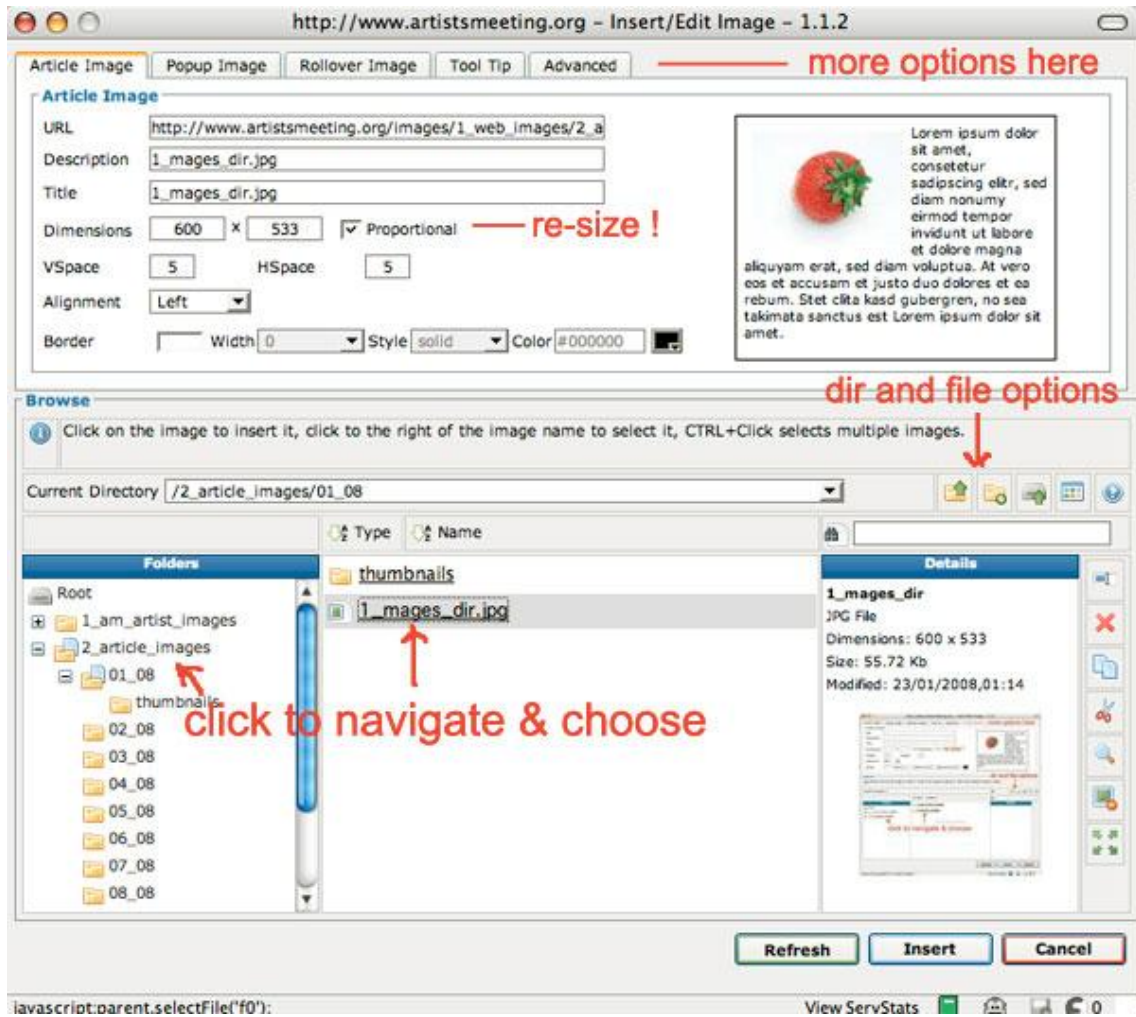 http://www.artistsmeeting.org – Insert/Edit Image – 1.1.2
Article Image Popup Image Rollover Image Tool Tip Advanced
more options here
Article Image
URL http://www.artistsmeeting.org/images/1_web_images/2_a
Description 1_mages_dir.jpg
Title 1_mages_dir.jpg
Dimensions 600 × 533 Proportional
re-size !
VSpace 5 HSpace 5
Alignment Left
Border Width 0 Style solid Color #000000
Lorem ipsum dolor
sit amet,
consetetur
sadipscing elitr, sed
diam nonumy
eirmod tempor
invidunt ut labore
et dolore magna
aliquyam erat, sed diam voluptua. At vero
eos et accusam et justo duo dolores et ea
rebum. Stet clita kasd gubergren, no sea
takimata sanctus est Lorem ipsum dolor sit
amet.
dir and file options
Browse
Click on the image to insert it, click to the right of the image name to select it, CTRL+Click selects multiple images.
Current Directory /2_article_images/01_08
Type Name
Folders
Root
1_am_artist_images
2_article_images
01_08
thumbnails
02_08
03_08
04_08
05_08
06_08
07_08
08_08
thumbnails
1_mages_dir.jpg
click to navigate & choose
Details
1_mages_dir
JPG File
Dimensions: 600 x 533
Size: 55.72 Kb
Modified: 23/01/2008,01:14
click to navigate & choose
Refresh Insert Cancel
javascript:parent.selectFile('f0');
View ServStats 0